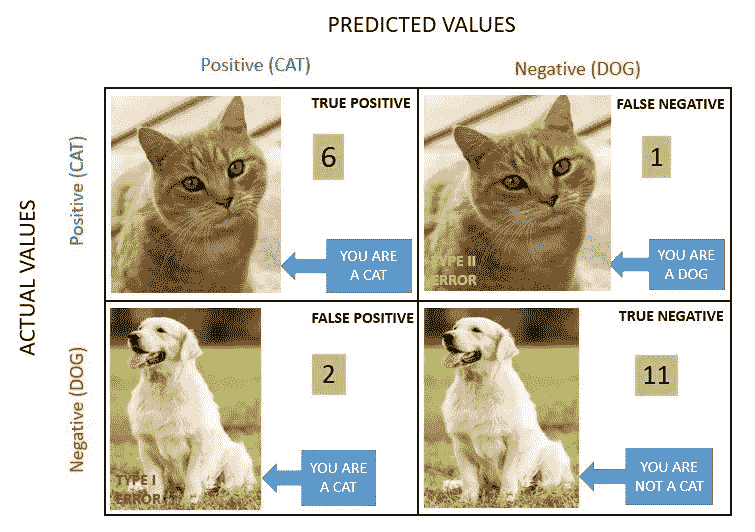 PREDICTED VALUES
Positive (CAT)
Negative (DOG)
ACTUAL VALUES
Positive (CAT)
TRUE POSITIVE
6
YOU ARE
A CAT
FALSE NEGATIVE
1
TYPE II
ERROR
YOU ARE
A DOG
Negative (DOG)
FALSE POSITIVE
2
TYPE I
ERROR
YOU ARE
A CAT
TRUE NEGATIVE
11
YOU ARE
NOT A CAT